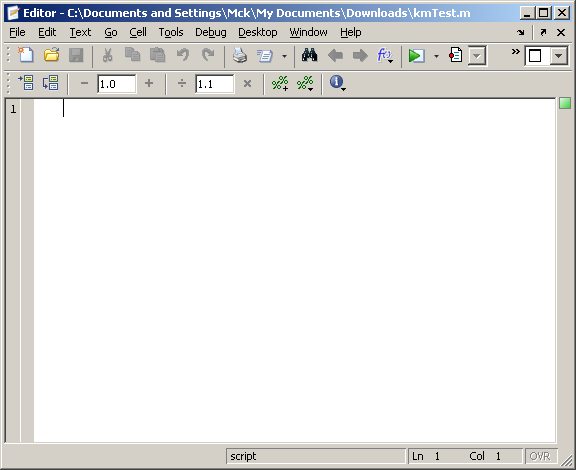 Editor - C:\Documents and Settings\Mck\My Documents\Downloads\kmTest.m
File Edit Text Go Cell Tools Debug Desktop Window Help
f() »
− 1.0 + ÷ 1.1 ×
1
script Ln 1 Col 1 OVR